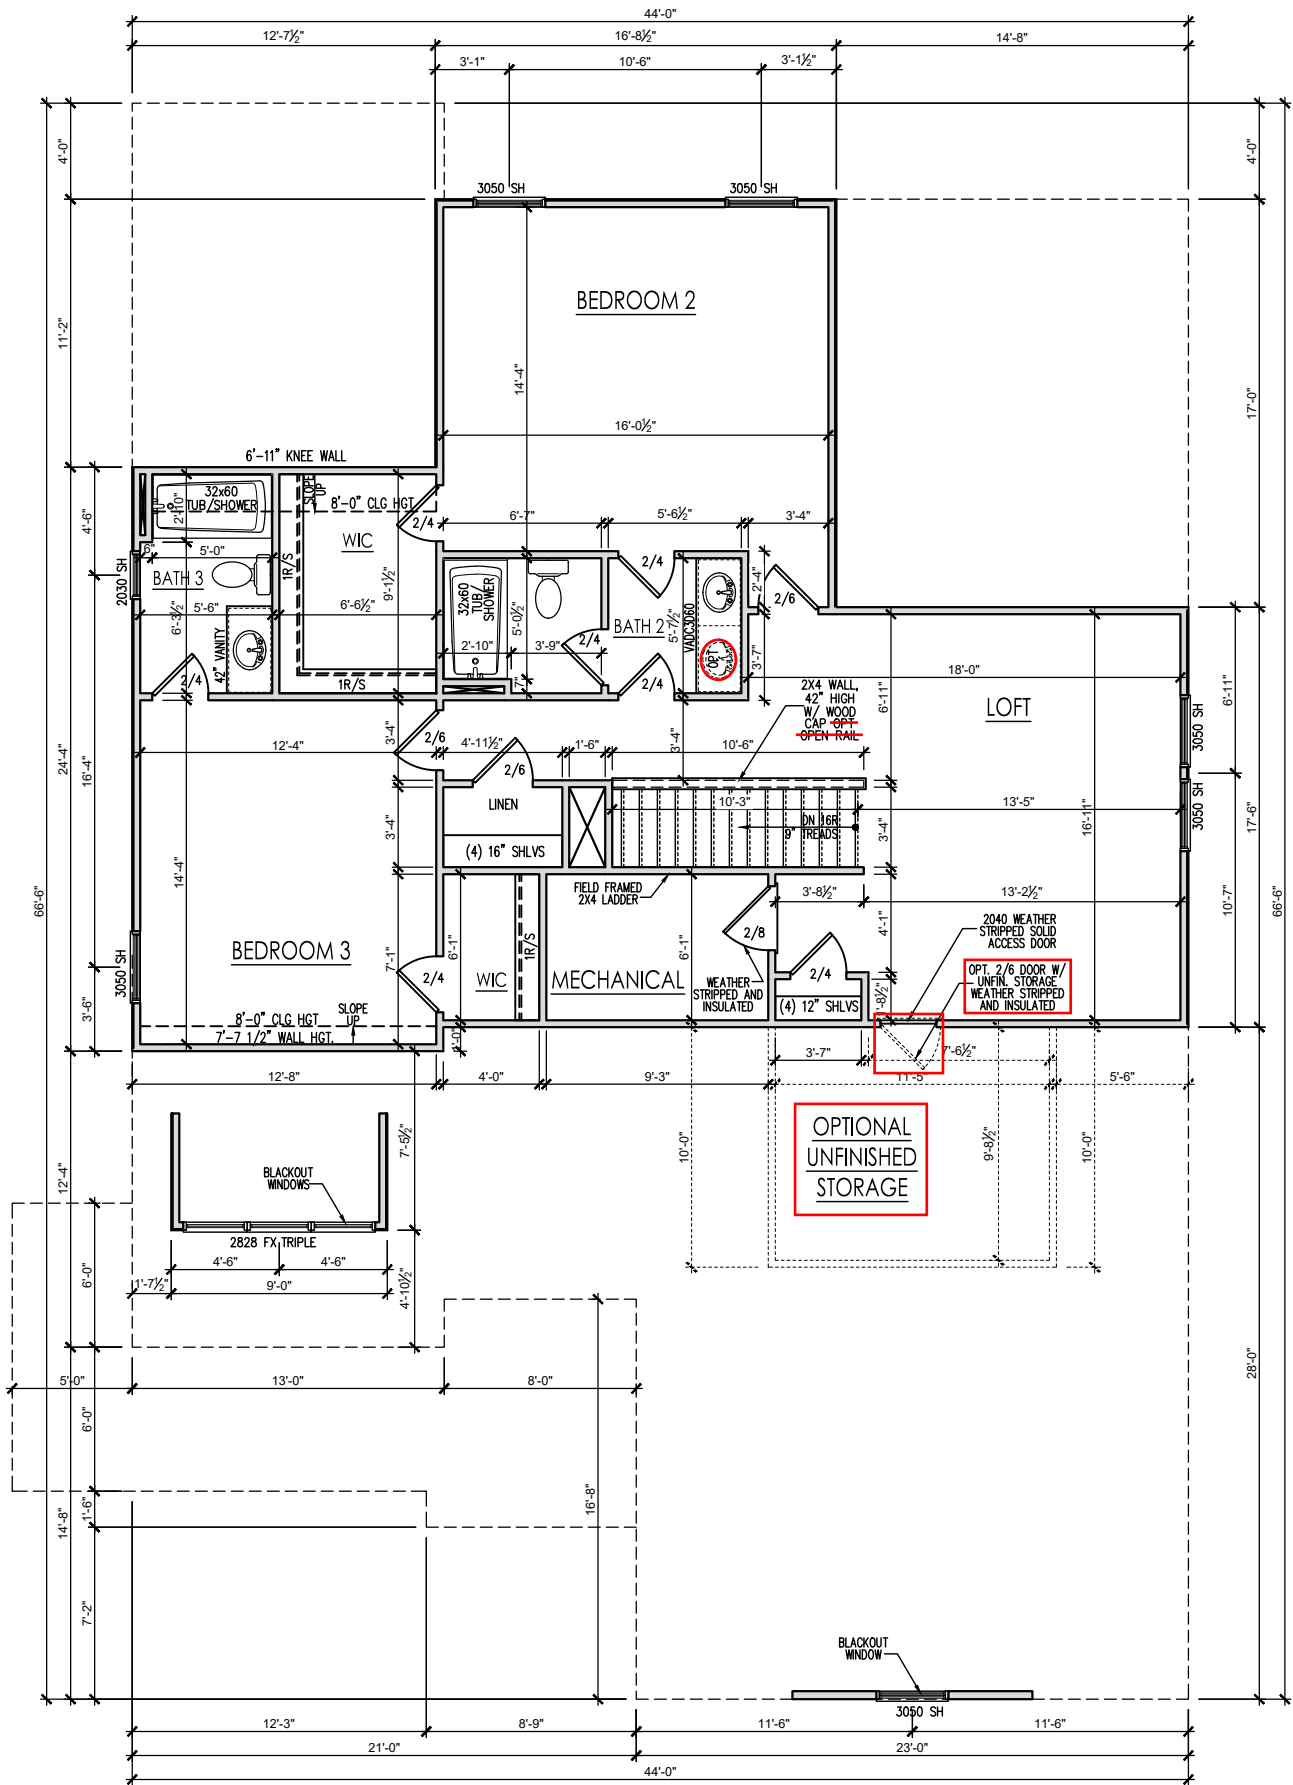 44'-0"
12'-7½"
16'-8½"
14'-8"
3'-1"
10'-6"
3'-1½"
4'-0"
4'-0"
3050 SH
3050 SH
BEDROOM 2
11'-2"
14'-4"
17'-0"
16'-0½"
6'-11" KNEE WALL
32x60
TUB/SHOWER
2'-10"
SLOPE
UP
8'-0" CLG HGT
4'-6"
2/4
WIC
6'-7"
5'-6½"
3'-4"
6"
5'-0"
1R/S
9'-1½"
2030 SH
BATH 3
5'-6"
6'-3½"
6'-6½"
42" VANITY
2/4
1R/S
32x60
TUB/
SHOWER
5'-0½"
2'-10"
3'-9"
7"
2/4
2/4
BATH 2
5'-7½"
VADC3D60
2/4
OPT
2'-4"
2/6
3'-7"
18'-0"
6'-11"
LOFT
6'-11"
2X4 WALL,
42" HIGH
W/ WOOD
CAP OPT
OPEN RAIL
3050 SH
3050 SH
24'-4"
16'-4"
12'-4"
3'-4"
2/6
4'-11½"
2/6
1'-6"
3'-4"
10'-6"
LINEN
(4) 16" SHLVS
3'-4"
10'-3"
DN 16R
9" TREADS
3'-4"
13'-5"
16'-11"
17'-6"
14'-4"
FIELD FRAMED
2X4 LADDER
3'-8½"
13'-2½"
66'-6"
66'-6"
10'-7"
BEDROOM 3
3050 SH
7'-1"
2/4
6'-1"
WIC
1R/S
MECHANICAL
6'-1"
2/8
WEATHER
STRIPPED AND
INSULATED
4'-1"
2/4
(4) 12" SHLVS
2040 WEATHER
STRIPPED SOLID
ACCESS DOOR
OPT. 2/6 DOOR W/
UNFIN. STORAGE
WEATHER STRIPPED
AND INSULATED
3'-6"
8'-0" CLG HGT
SLOPE
UP
7'-7 1/2" WALL HGT.
3'-7"
12'-8"
4'-0"
9'-3"
11'-5"
5'-6"
OPTIONAL
UNFINISHED
STORAGE
10'-0"
9'-8½"
10'-0"
12'-4"
7'-5½"
BLACKOUT
WINDOWS
2828 FX TRIPLE
4'-6"
4'-6"
1'-7½"
9'-0"
4'-10½"
6'-0"
5'-0"
13'-0"
8'-0"
28'-0"
6'-0"
1'-6"
14'-8"
16'-8"
7'-2"
BLACKOUT
WINDOW
3050 SH
12'-3"
8'-9"
11'-6"
11'-6"
21'-0"
23'-0"
44'-0"